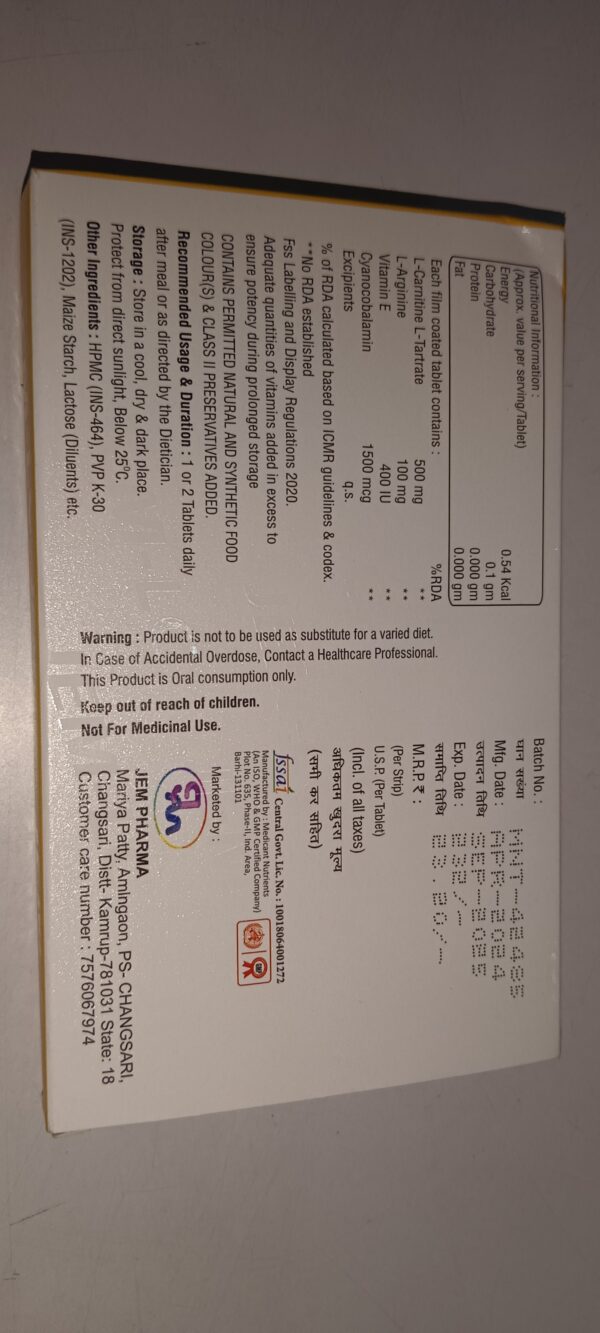 Nutritional Information :
(Approx. value per serving/Tablet)
Energy 0.54 Kcal
Carbohydrate 0.1 gm
Protein 0.000 gm
Fat 0.000 gm
Each film coated tablet contains : %RDA
L-Carnitine L-Tartrate 500 mg **
L-Arginine 100 mg **
Vitamin E 400 IU **
Cyanocobalamin 1500 mcg **
Excipients q.s.
% of RDA calculated based on ICMR guidelines & codex.
**No RDA established
Fss Labelling and Display Regulations 2020.
Adequate quantities of vitamins added in excess to
ensure potency during prolonged storage
CONTAINS PERMITTED NATURAL AND SYNTHETIC FOOD
COLOUR(S) & CLASS II PRESERVATIVES ADDED.
Recommended Usage & Duration : 1 or 2 Tablets daily
after meal or as directed by the Dietician.
Storage : Store in a cool, dry & dark place.
Protect from direct sunlight, Below 25°C.
Other Ingredients : HPMC (INS-464), PVP K-30
(INS-1202), Maize Starch, Lactose (Diluents) etc.
Warning : Product is not to be used as substitute for a varied diet.
In Case of Accidental Overdose, Contact a Healthcare Professional.
This Product is Oral consumption only.
Keep out of reach of children.
Not For Medicinal Use.
Batch No. :
घान संख्या MNT-42485
Mfg. Date : APR-2024
उत्पादन तिथि SEP-2025
Exp. Date : 232/-
समाप्ति तिथि 23.20/-
M.R.P. ₹ :
(Per Strip)
U.S.P. (Per Tablet)
(Incl. of all taxes)
अधिकतम खुदरा मूल्य
(सभी कर सहित)
fssai Central Govt. Lic. No. : 10018064001272
Manufactured by : Medicant Nutrients
(An ISO, WHO & GMP Certified Company)
Plot No. 635, Phase-II, Ind. Area,
Barhi-131101
Marketed by :
JEM PHARMA
Mariya Patty, Amingaon, PS- CHANGSARI,
Changsari, Distt- Kamrup-781031 State: 18
Customer care number : 7576067974